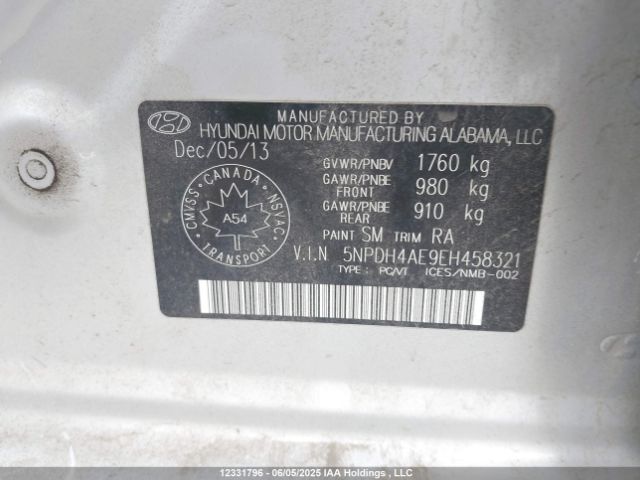 MANUFACTURED BY
HYUNDAI MOTOR MANUFACTURING ALABAMA, LLC
Dec/05/13
GVWR/PNBV 1760 kg
GAWR/PNBE FRONT 980 kg
GAWR/PNBE REAR 910 kg
CANADA
CMVSS
NSVAC
A54
TRANSPORT
PAINT SM TRIM RA
V.I.N 5NPDH4AE9EH458321
TYPE : PC/VT ICES/NMB-002
12331796 - 06/05/2025 IAA Holdings, LLC.